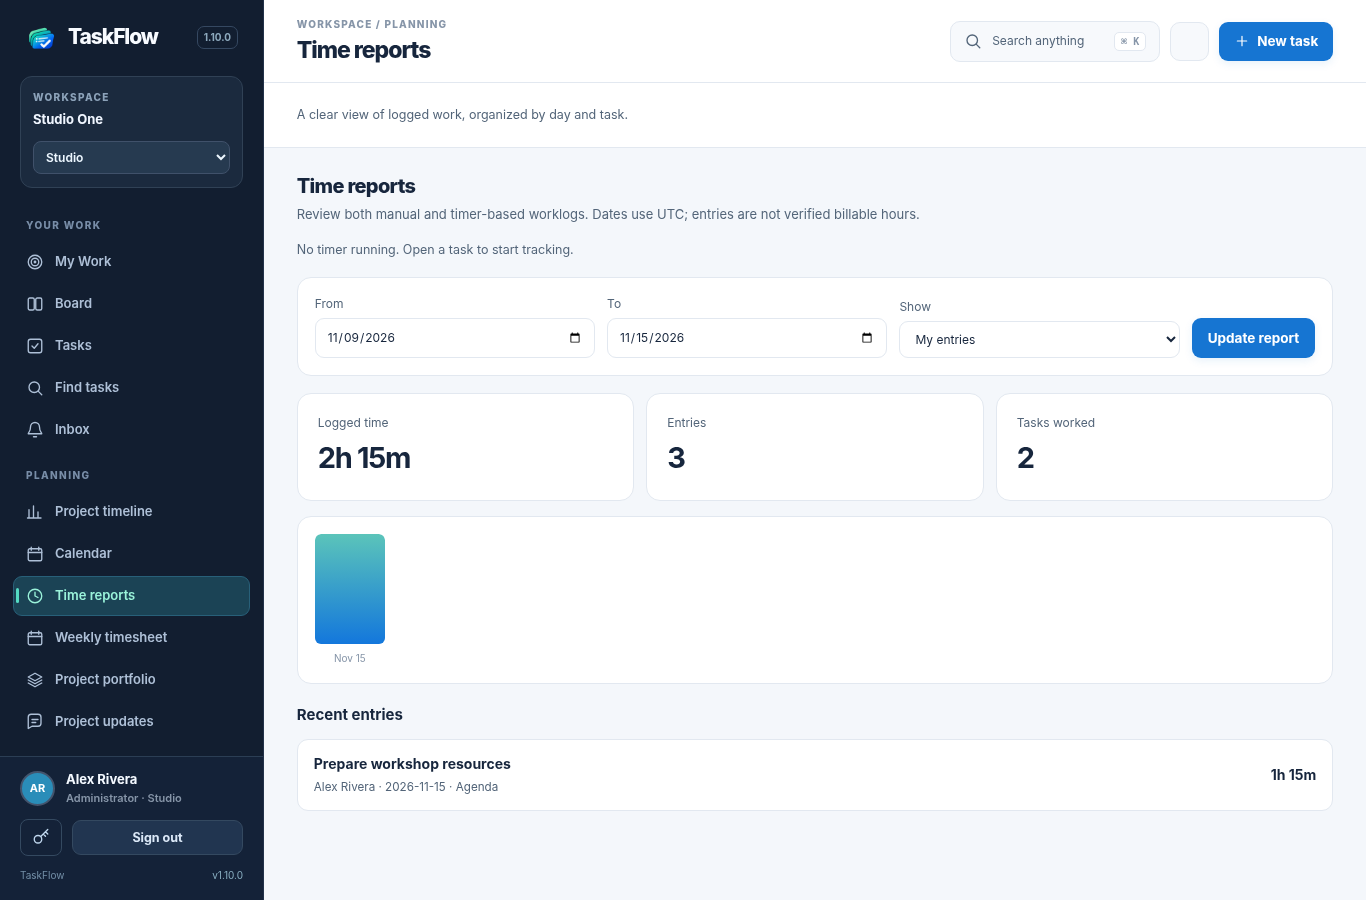 TaskFlow
1.10.0
WORKSPACE
Studio One
Studio
YOUR WORK
My Work
Board
Tasks
Find tasks
Inbox
PLANNING
Project timeline
Calendar
Time reports
Weekly timesheet
Project portfolio
Project updates
AR
Alex Rivera
Administrator · Studio
Sign out
TaskFlow
v1.10.0
WORKSPACE / PLANNING
Time reports
Search anything
⌘ K
New task
A clear view of logged work, organized by day and task.
Time reports
Review both manual and timer-based worklogs. Dates use UTC; entries are not verified billable hours.
No timer running. Open a task to start tracking.
From
To
Show
11/09/2026
11/15/2026
My entries
Update report
Logged time
2h 15m
Entries
3
Tasks worked
2
Nov 15
Recent entries
Prepare workshop resources
Alex Rivera · 2026-11-15 · Agenda
1h 15m